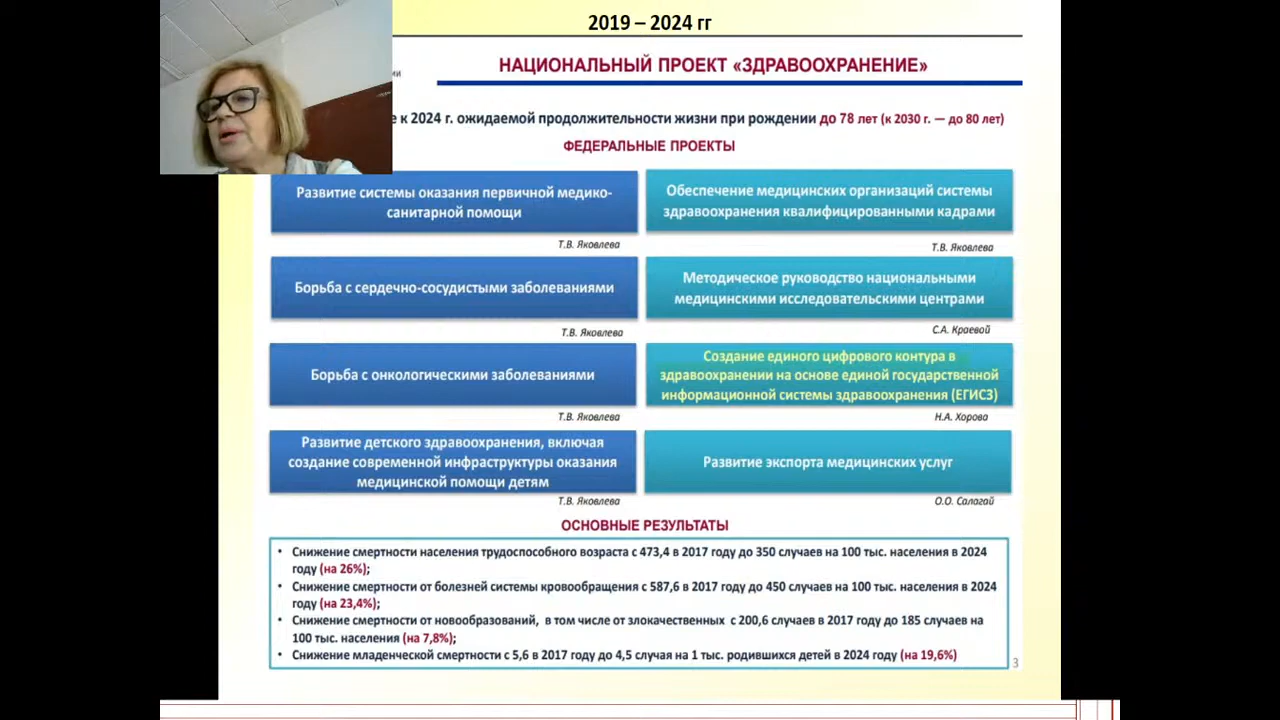 2019 – 2024 гг
НАЦИОНАЛЬНЫЙ ПРОЕКТ «ЗДРАВООХРАНЕНИЕ»
к 2024 г. ожидаемой продолжительности жизни при рождении до 78 лет (к 2030 г. — до 80 лет)
ФЕДЕРАЛЬНЫЕ ПРОЕКТЫ
Развитие системы оказания первичной медико-
санитарной помощи
Т.В. Яковлева
Обеспечение медицинских организаций системы
здравоохранения квалифицированными кадрами
Т.В. Яковлева
Борьба с сердечно-сосудистыми заболеваниями
Т.В. Яковлева
Методическое руководство национальными
медицинскими исследовательскими центрами
С.А. Краевой
Борьба с онкологическими заболеваниями
Т.В. Яковлева
Создание единого цифрового контура в
здравоохранении на основе единой государственной
информационной системы здравоохранения (ЕГИСЗ)
Н.А. Хорова
Развитие детского здравоохранения, включая
создание современной инфраструктуры оказания
медицинской помощи детям
Т.В. Яковлева
Развитие экспорта медицинских услуг
О.О. Салагай
ОСНОВНЫЕ РЕЗУЛЬТАТЫ
• Снижение смертности населения трудоспособного возраста с 473,4 в 2017 году до 350 случаев на 100 тыс. населения в 2024
году (на 26%);
• Снижение смертности от болезней системы кровообращения с 587,6 в 2017 году до 450 случаев на 100 тыс. населения в 2024
году (на 23,4%);
• Снижение смертности от новообразований, в том числе от злокачественных с 200,6 случаев в 2017 году до 185 случаев на
100 тыс. населения (на 7,8%);
• Снижение младенческой смертности с 5,6 в 2017 году до 4,5 случая на 1 тыс. родившихся детей в 2024 году (на 19,6%)
3